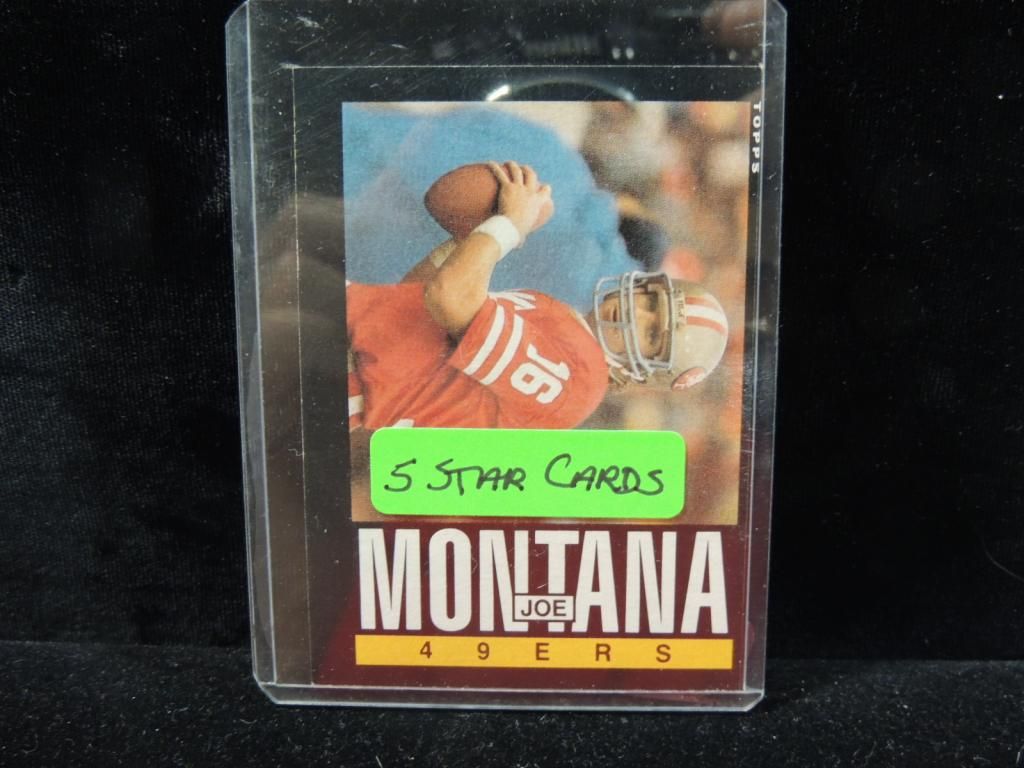 TOPPS
16
5 STAR CARDS
MONTANA
JOE
49ERS